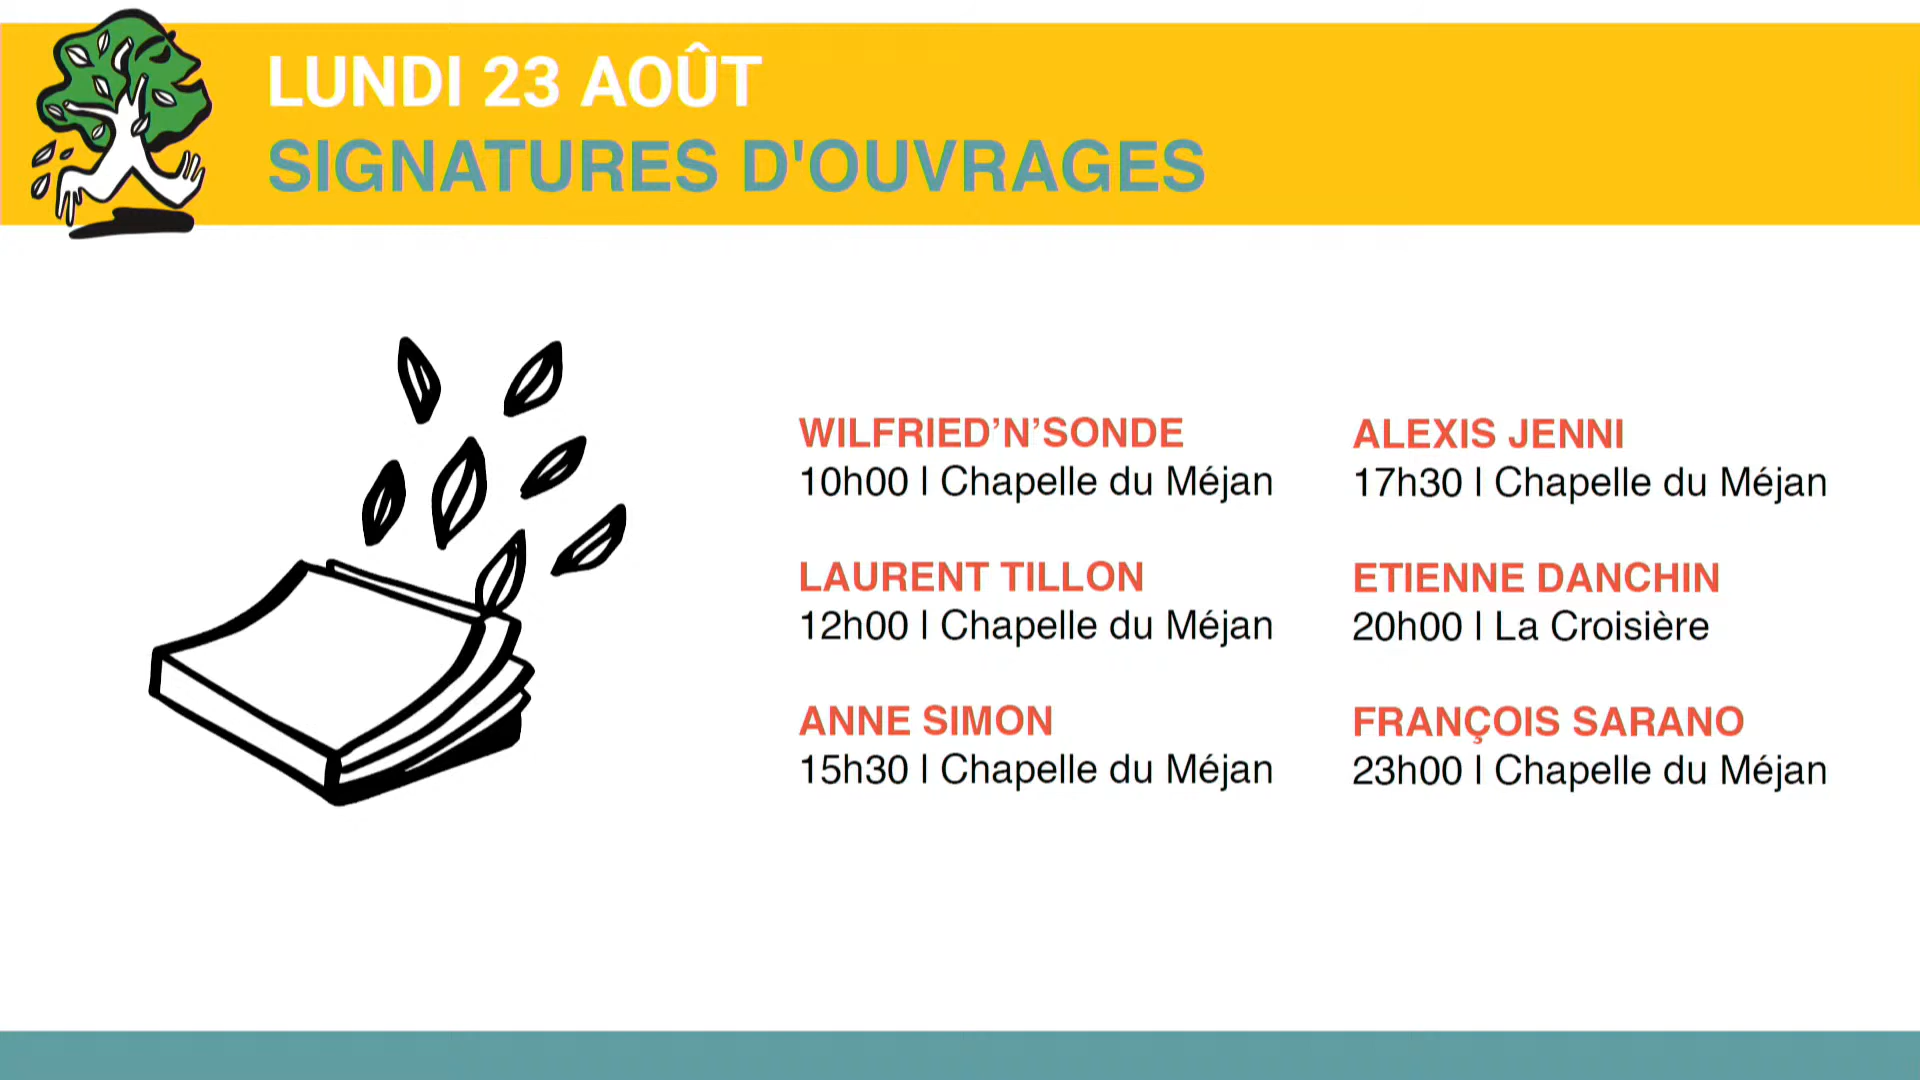 LUNDI 23 AOÛT
SIGNATURES D'OUVRAGES
WILFRIED’N’SONDE
10h00 | Chapelle du Méjan
LAURENT TILLON
12h00 | Chapelle du Méjan
ANNE SIMON
15h30 | Chapelle du Méjan
ALEXIS JENNI
17h30 | Chapelle du Méjan
ETIENNE DANCHIN
20h00 | La Croisière
FRANÇOIS SARANO
23h00 | Chapelle du Méjan